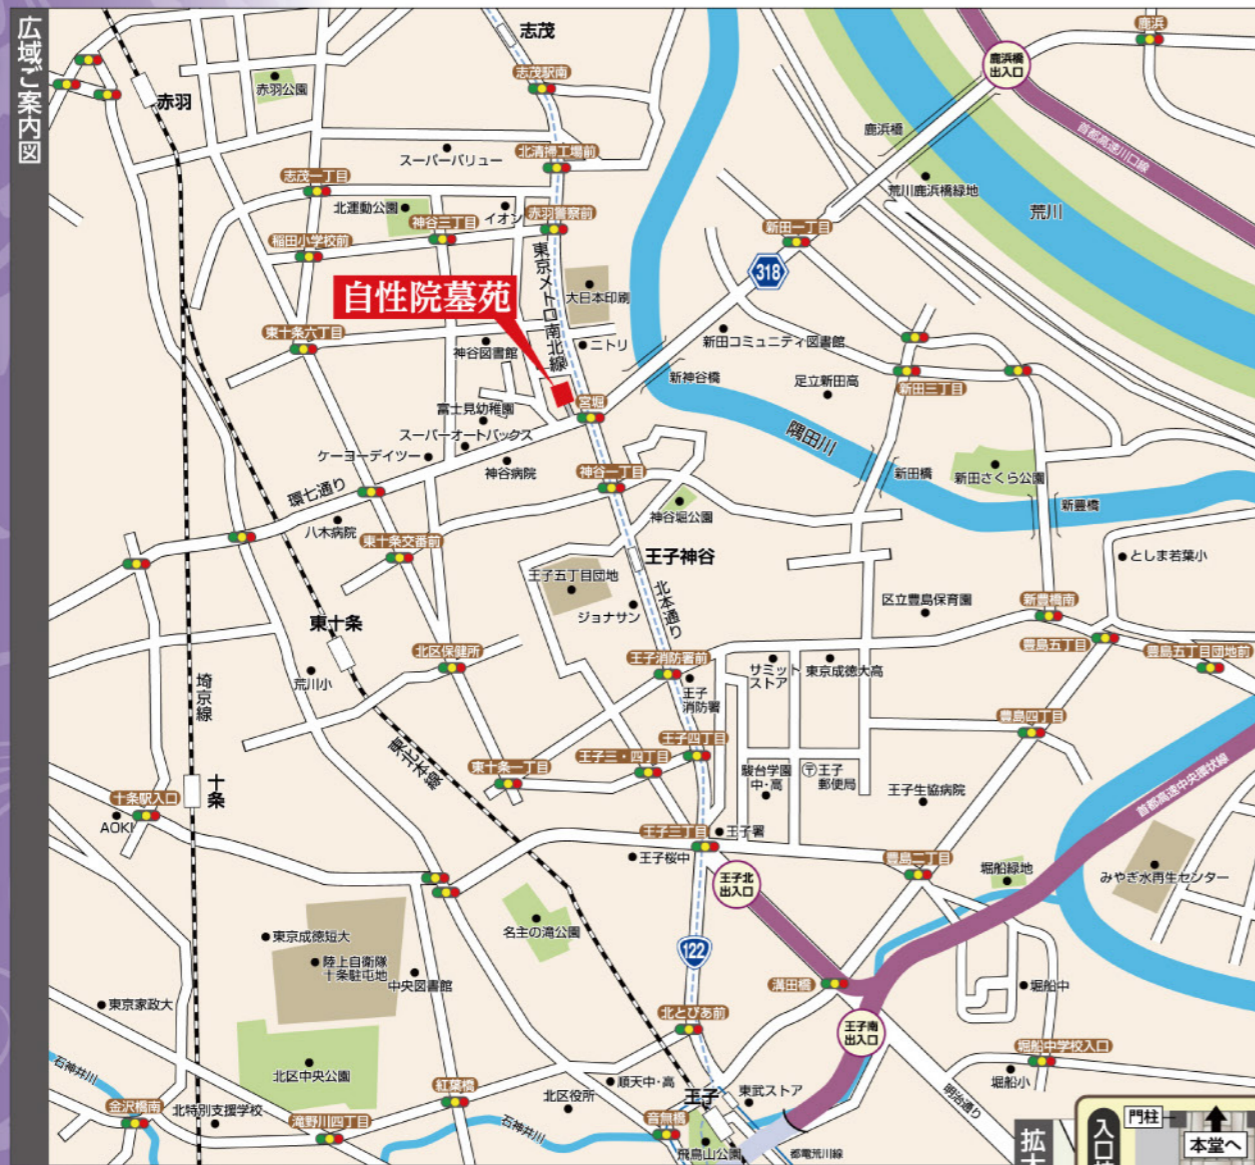 広域ご案内図
志茂
鹿浜橋
出入口
鹿浜
赤羽
赤羽公園
志茂駅南
首都高速川口線
鹿浜橋
スーパーバリュー
北清掃工場前
荒川鹿浜橋緑地
荒川
志茂一丁目
北運動公園
イオン
神谷三丁目
赤羽警察前
新田一丁目
稲田小学校前
東京メトロ南北線
318
自性院墓苑
大日本印刷
東十条六丁目
神谷図書館
ニトリ
新田コミュニティ図書館
新神谷橋
足立新田高
新田三丁目
富士見幼稚園
宮堀
スーパーオートバックス
隅田川
ケーヨーデイツー
神谷病院
神谷一丁目
新田橋
新田さくら公園
環七通り
新豊橋
八木病院
神谷堀公園
東十条交番前
王子神谷
としま若葉小
王子五丁目団地
北本通り
ジョナサン
区立豊島保育園
新豊橋南
東十条
北区保健所
王子消防署前
豊島五丁目
豊島五丁目団地前
荒川小
サミット
ストア
東京成徳大高
王子
消防署
埼京線
豊島四丁目
東北本線
王子四丁目
王子三・四丁目
東十条一丁目
駿台学園
中・高
〒王子
郵便局
首都高速中央環状線
十条
王子生協病院
十条駅入口
AOKI
王子三丁目
王子署
王子桜中
豊島二丁目
堀船緑地
みやぎ水再生センター
王子北
出入口
名主の滝公園
東京成徳短大
122
陸上自衛隊
十条駐屯地
中央図書館
溝田橋
堀船中
東京家政大
北とぴあ前
王子南
出入口
堀船中学校入口
北区中央公園
石神井川
順天中・高
堀船小
紅葉橋
王子
東武ストア
明治通り
金沢橋南
北特別支援学校
北区役所
滝野川四丁目
石神井川
音無橋
飛鳥山公園
都電荒川線
門柱
本堂へ
入口
拡大